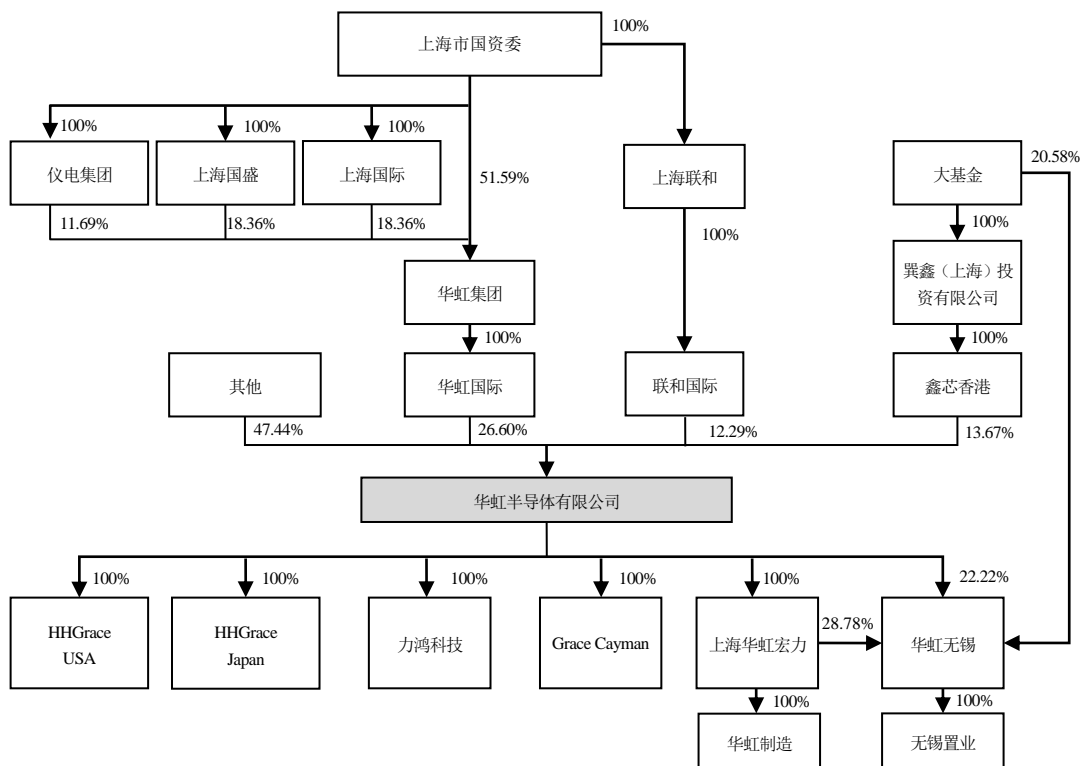 上海市国资委
100%
100%
100%
100%
仪电集团
上海国盛
上海国际
51.59%
上海联和
大基金
20.58%
11.69%
18.36%
18.36%
100%
100%
华虹集团
巽鑫（上海）投
资有限公司
100%
100%
其他
华虹国际
联和国际
鑫芯香港
47.44%
26.60%
12.29%
13.67%
华虹半导体有限公司
100%
100%
100%
100%
100%
22.22%
HHGrace
USA
HHGrace
Japan
力鸿科技
Grace Cayman
上海华虹宏力
28.78%
华虹无锡
100%
100%
华虹制造
无锡置业